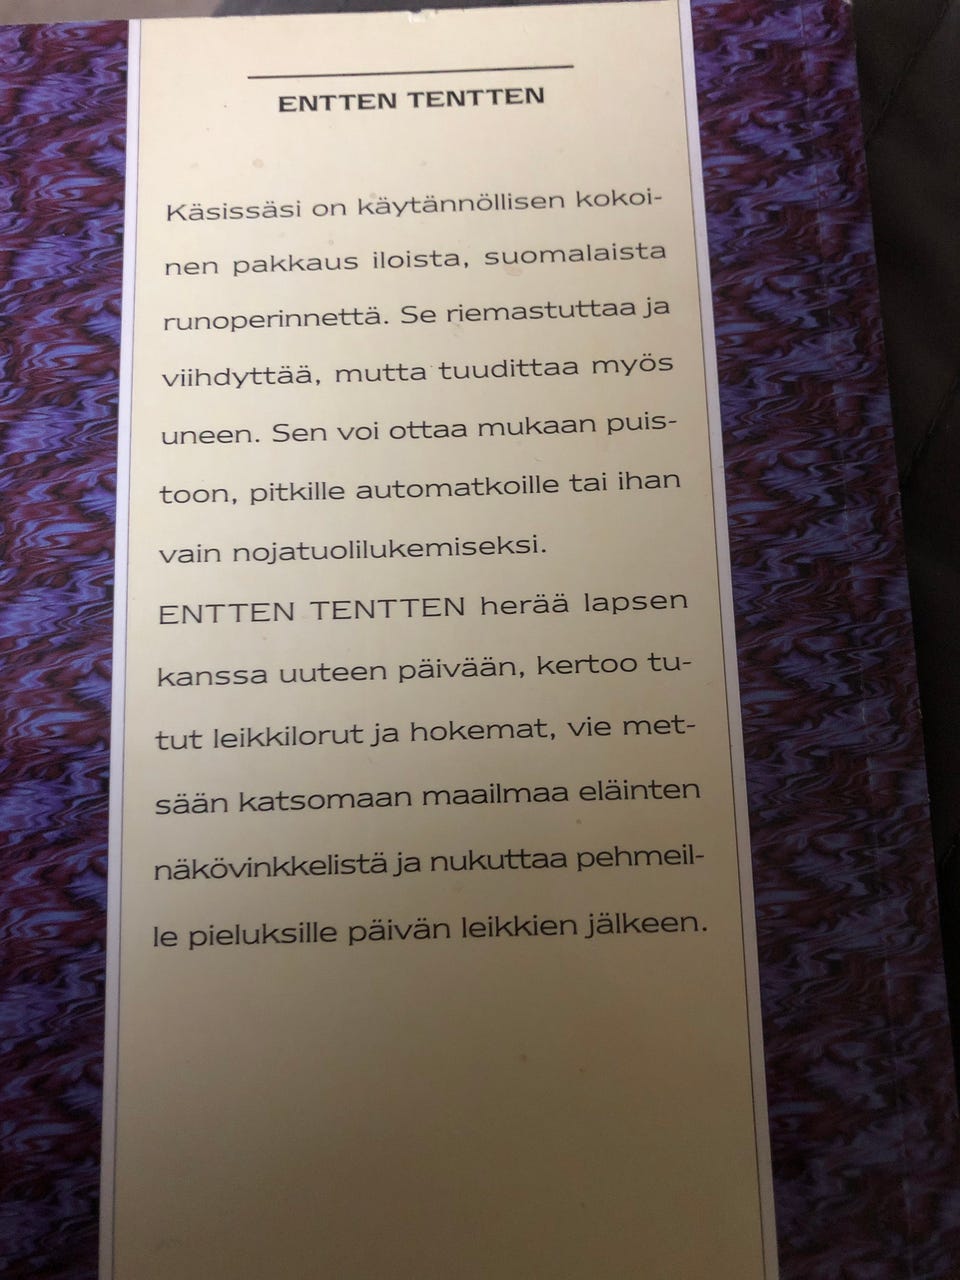 ENTTEN TENTTEN
Käsissäsi on käytännöllisen kokoi-
nen pakkaus iloista, suomalaista
runoperinnettä. Se riemastuttaa ja
viihdyttää, mutta tuudittaa myös
uneen. Sen voi ottaa mukaan puis-
toon, pitkille automatkoille tai ihan
vain nojatuolilukemiseksi.
ENTTEN TENTTEN herää lapsen
kanssa uuteen päivään, kertoo tu-
tut leikkilorut ja hokemat, vie met-
sään katsomaan maailmaa eläinten
näkövinkkelistä ja nukuttaa pehmeil-
le pieluksille päivän leikkien jälkeen.